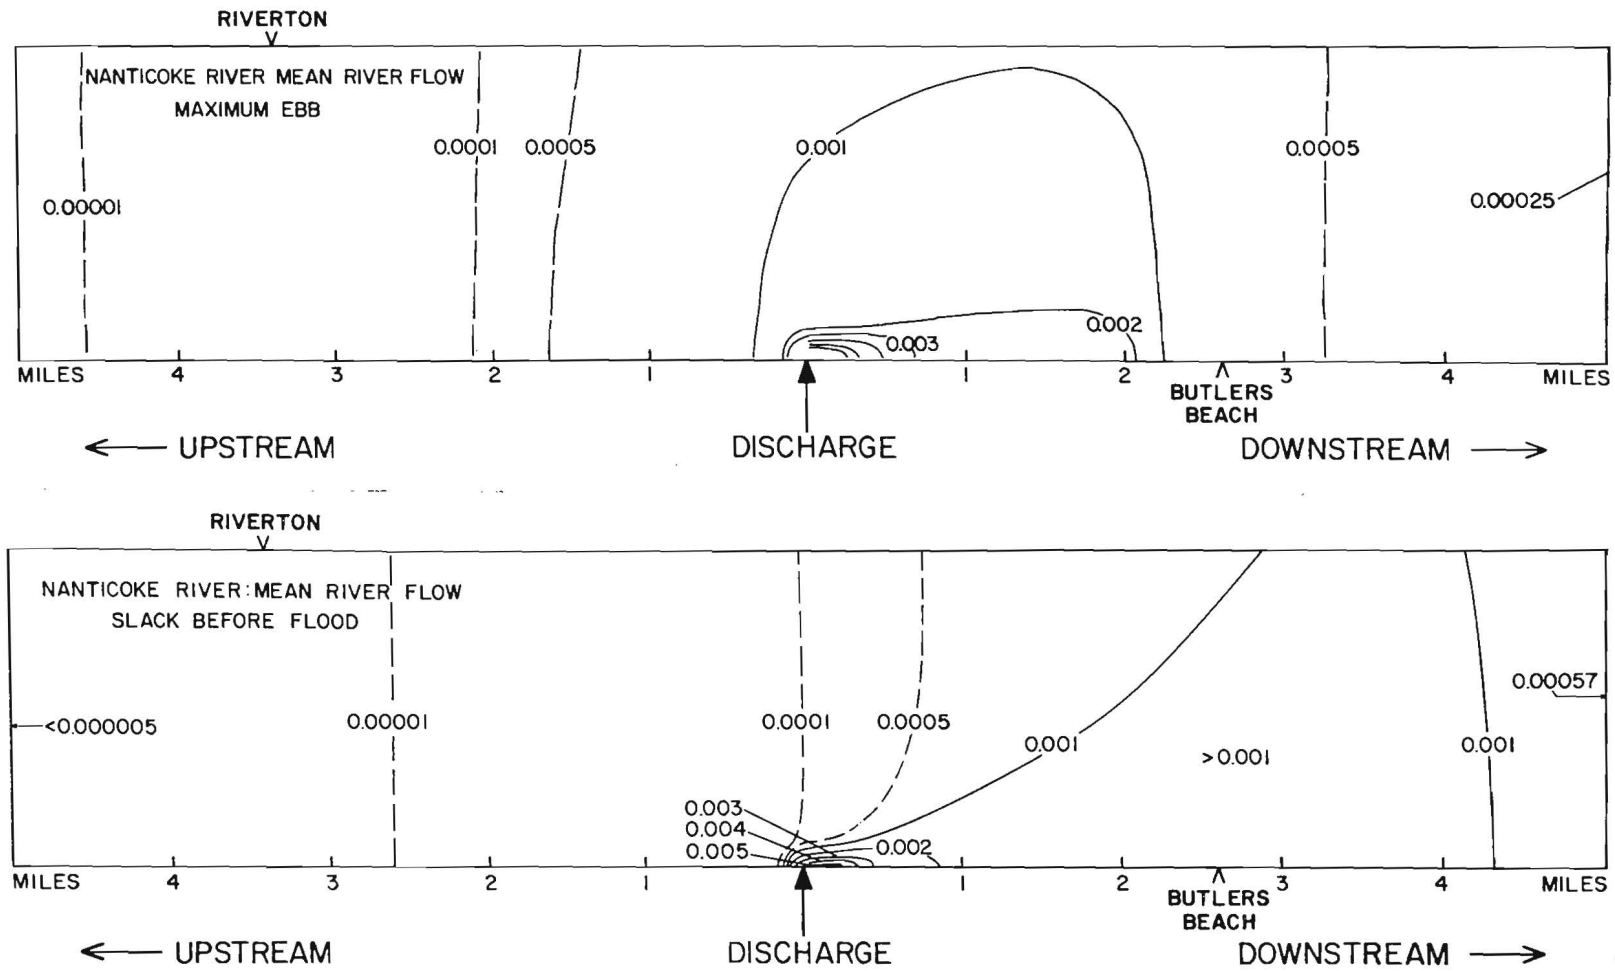 RIVERTON
NANTICOKE RIVER MEAN RIVER FLOW
MAXIMUM EBB
0.0001 0.0005 0.001 0.0005
0.00001 0.00025
0.002
0.003
MILES 4 3 2 1 1 2 3 4 MILES
BUTLERS
BEACH
UPSTREAM DISCHARGE DOWNSTREAM
RIVERTON
NANTICOKE RIVER: MEAN RIVER FLOW
SLACK BEFORE FLOOD
0.00057
<0.000005 0.00001 0.0001 0.0005
0.001 >0.001 0.001
0.003
0.004
0.005 0.002
MILES 4 3 2 1 1 2 3 4 MILES
BUTLERS
BEACH
UPSTREAM DISCHARGE DOWNSTREAM